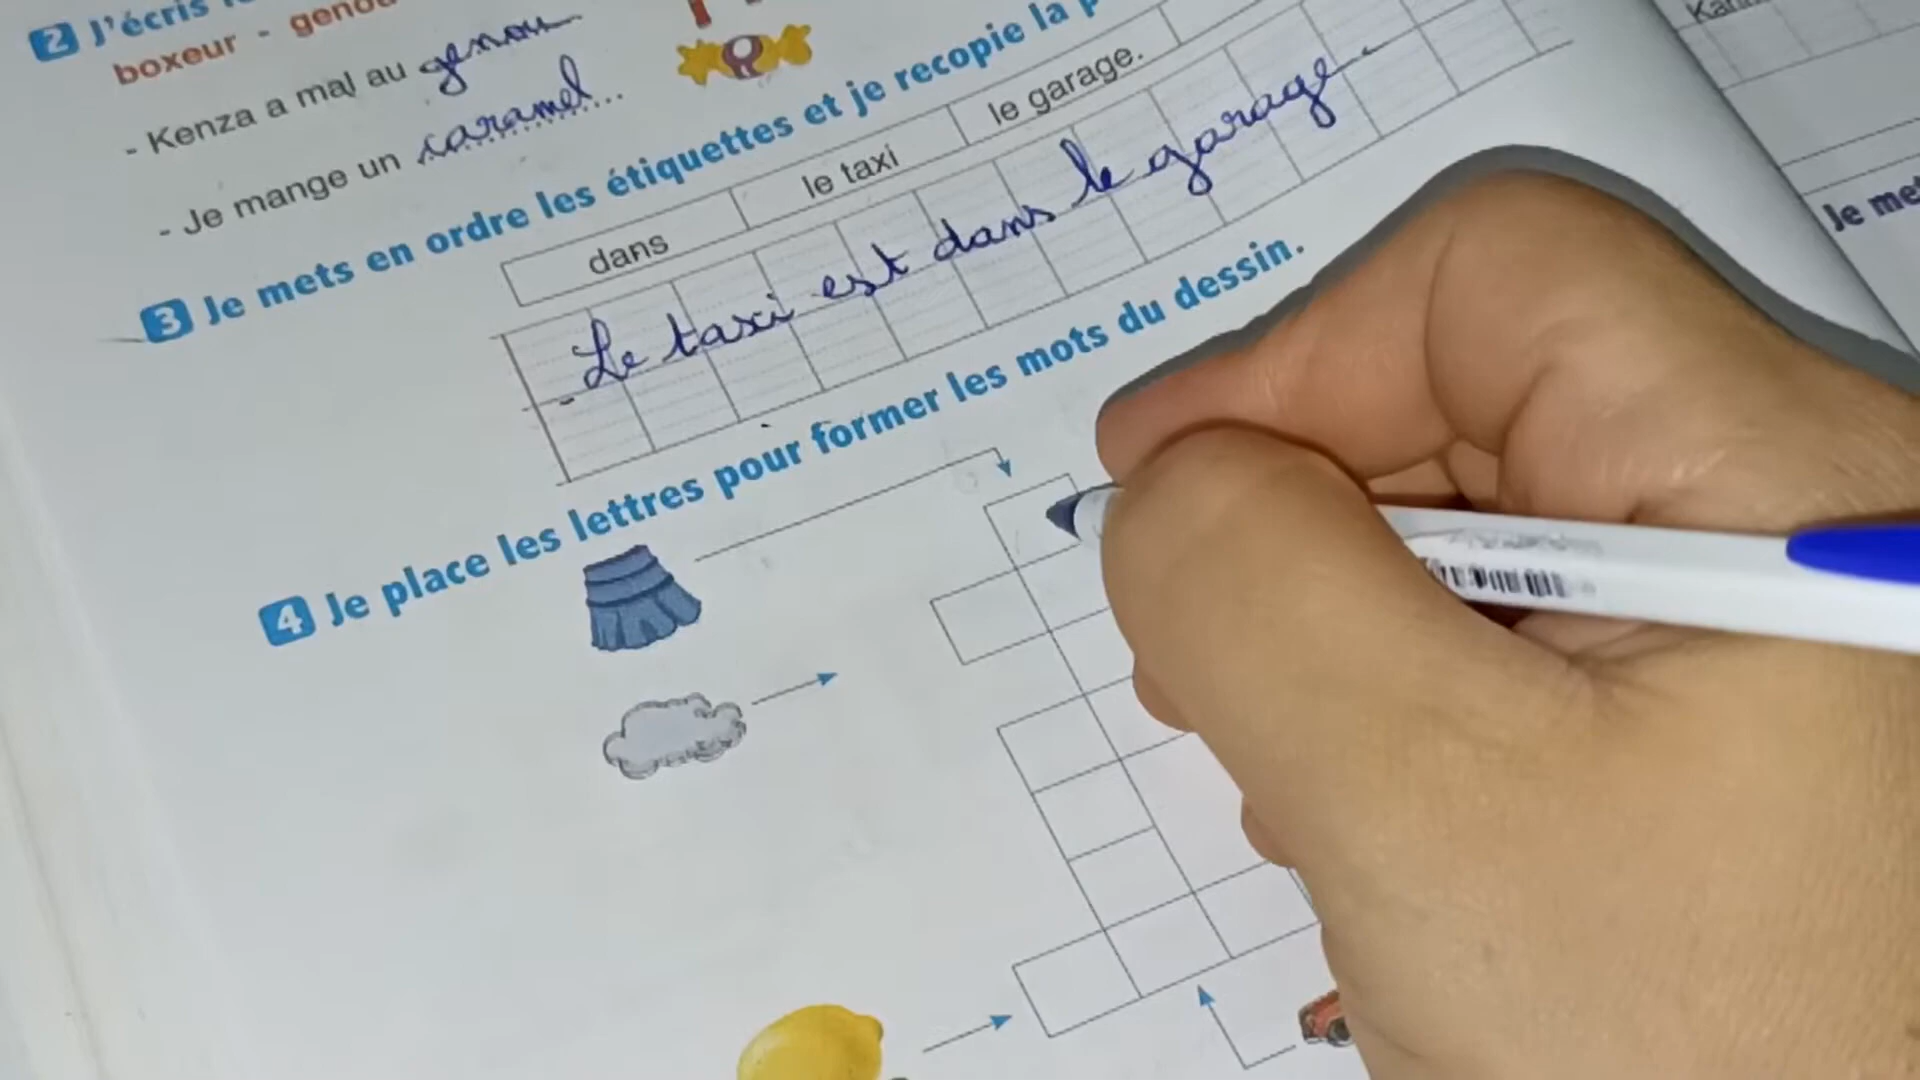 2 J'écris
boxeur - genou
- Kenza a mal au genou
- Je mange un caramel
3 Je mets en ordre les étiquettes et je recopie la
dans le taxi le garage.
- Le taxi est dans le garage.
4 Je place les lettres pour former les mots du dessin.
Je met